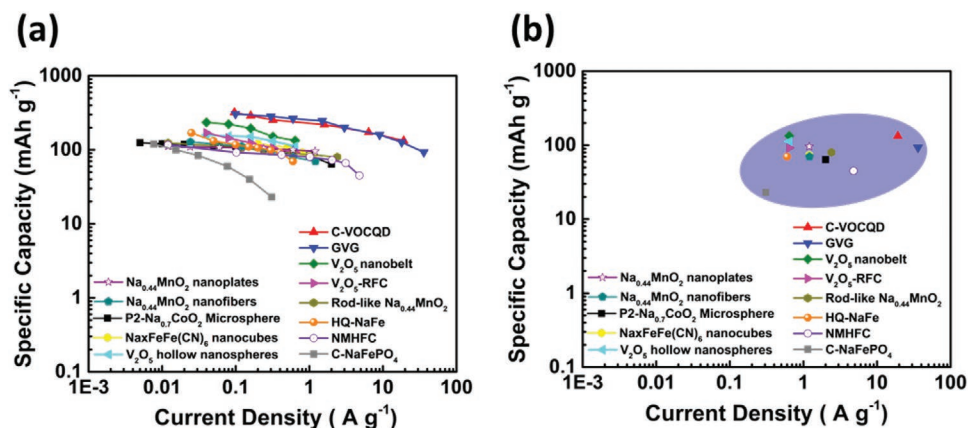 (a)
Specific Capacity (mAh g⁻¹)
1000
100
10
1
0.1
1E-3
0.01
0.1
1
10
100
Current Density ( A g⁻¹)
Na₀.₄₄MnO₂ nanoplates
Na₀.₄₄MnO₂ nanofibers
P2-Na₀.₇CoO₂ Microsphere
NaxFeFe(CN)₆ nanocubes
V₂O₅ hollow nanospheres
C-VOCQD
GVG
V₂O₅ nanobelt
V₂O₅-RFC
Rod-like Na₀.₄₄MnO₂
HQ-NaFe
NMHFC
C-NaFePO₄
(b)
Specific Capacity (mAh g⁻¹)
1000
100
10
1
0.1
1E-3
0.01
0.1
1
10
100
Current Density ( A g⁻¹)
Na₀.₄₄MnO₂ nanoplates
Na₀.₄₄MnO₂ nanofibers
P2-Na₀.₇CoO₂ Microsphere
NaxFeFe(CN)₆ nanocubes
V₂O₅ hollow nanospheres
C-VOCQD
GVG
V₂O₅ nanobelt
V₂O₅-RFC
Rod-like Na₀.₄₄MnO₂
HQ-NaFe
NMHFC
C-NaFePO₄